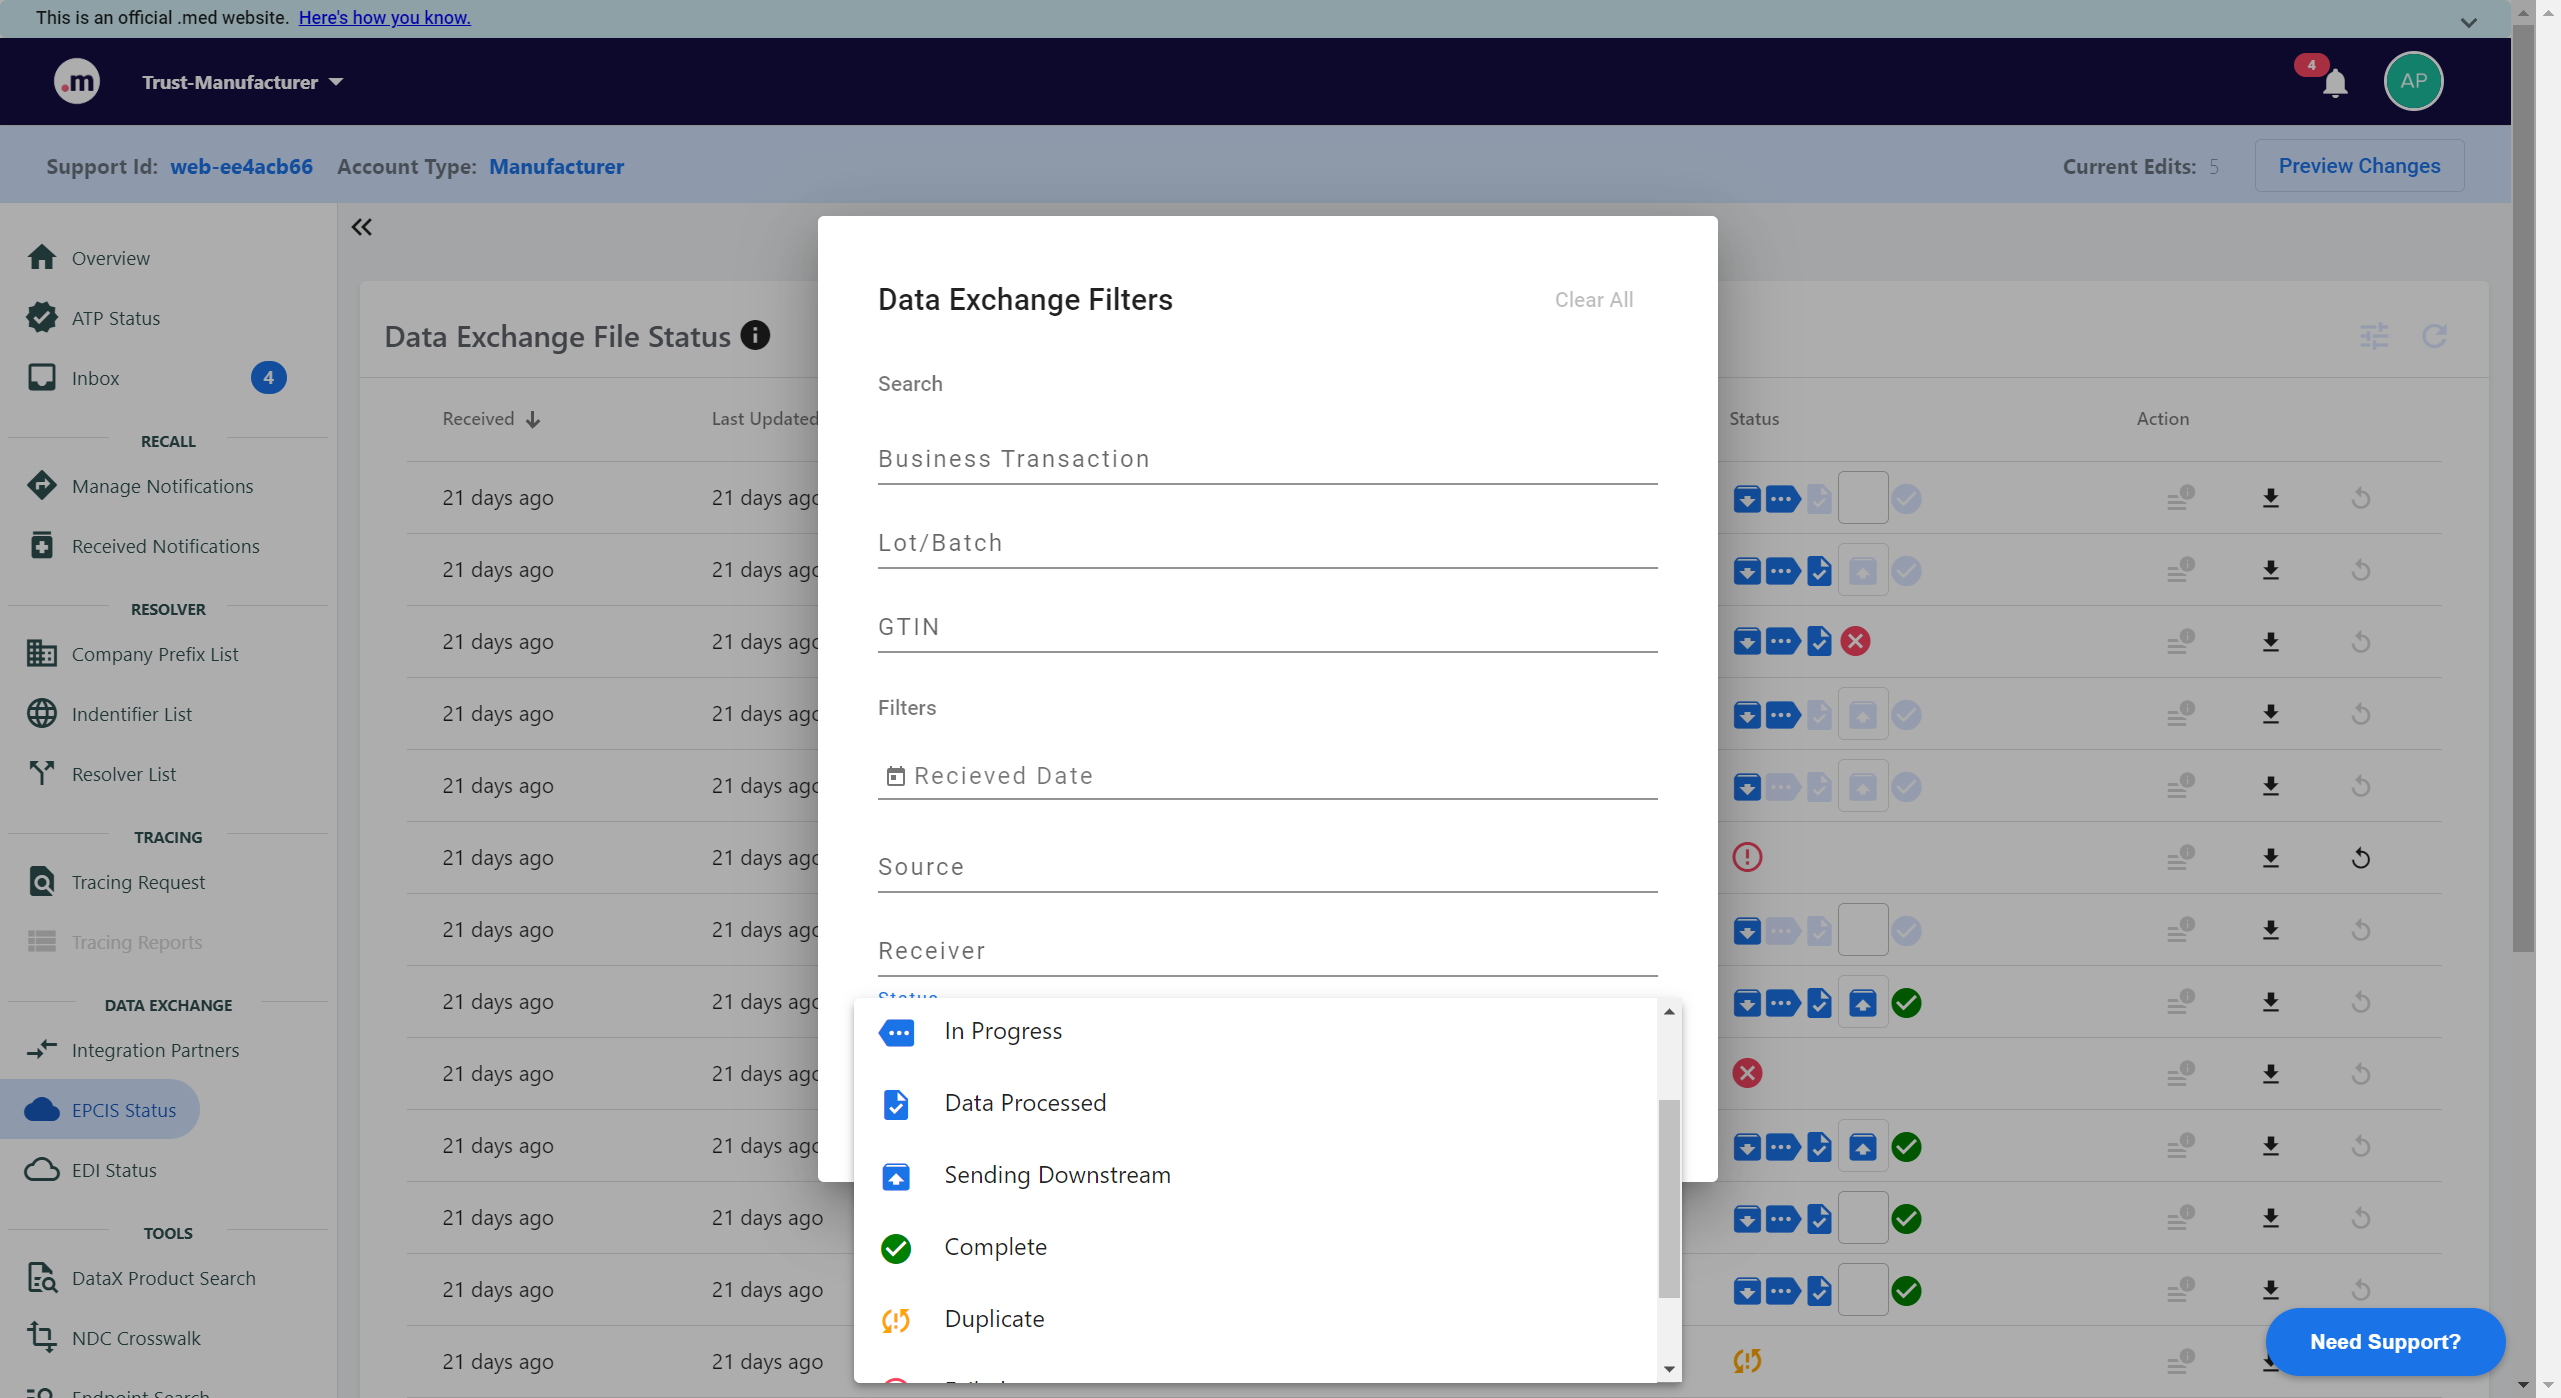 This is an official .med website. Here's how you know.
.m Trust-Manufacturer
4
AP
Support Id: web-ee4acb66 Account Type: Manufacturer
Current Edits: 5
Preview Changes
Overview
ATP Status
Inbox 4
RECALL
Manage Notifications
Received Notifications
RESOLVER
Company Prefix List
Indentifier List
Resolver List
TRACING
Tracing Request
Tracing Reports
DATA EXCHANGE
Integration Partners
EPCIS Status
EDI Status
TOOLS
DataX Product Search
NDC Crosswalk
Endpoint Search
Data Exchange File Status
Received Last Updated Status Action
21 days ago 21 days ago
21 days ago 21 days ago
21 days ago 21 days ago
21 days ago 21 days ago
21 days ago 21 days ago
21 days ago 21 days ago
21 days ago 21 days ago
21 days ago 21 days ago
21 days ago 21 days ago
21 days ago 21 days ago
21 days ago 21 days ago
21 days ago 21 days ago
21 days ago 21 days ago
Data Exchange Filters
Clear All
Search
Business Transaction
Lot/Batch
GTIN
Filters
Recieved Date
Source
Receiver
Status
In Progress
Data Processed
Sending Downstream
Complete
Duplicate
Need Support?